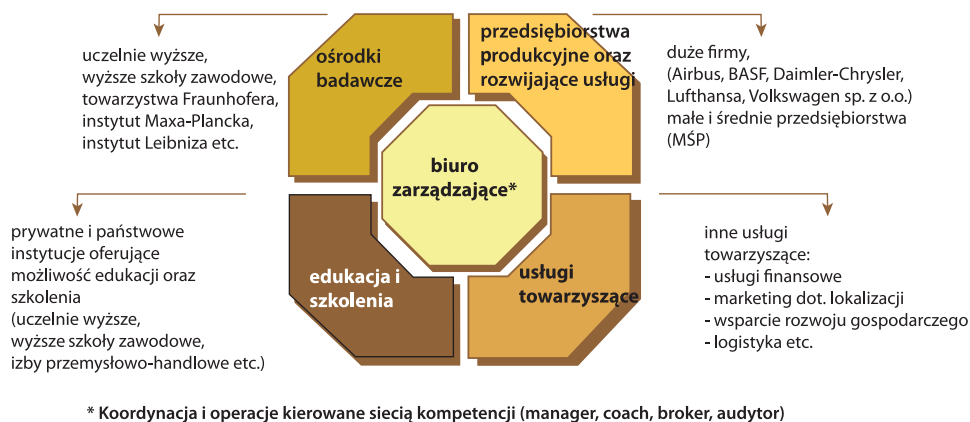 uczelnie wyższe,
wyższe szkoły zawodowe,
towarzystwa Fraunhofera,
instytut Maxa-Plancka,
instytut Leibniza etc.
ośrodki
badawcze
przedsiębiorstwa
produkcyjne oraz
rozwijające usługi
duże firmy,
(Airbus, BASF, Daimler-Chrysler,
Lufthansa, Volkswagen sp. z o.o.)
małe i średnie przedsiębiorstwa
(MŚP)
biuro
zarządzające*
prywatne i państwowe
instytucje oferujące
możliwość edukacji oraz
szkolenia
(uczelnie wyższe,
wyższe szkoły zawodowe,
izby przemysłowo-handlowe etc.)
edukacja i
szkolenia
usługi
towarzyszące
inne usługi
towarzyszące:
- usługi finansowe
- marketing dot. lokalizacji
- wsparcie rozwoju gospodarczego
- logistyka etc.
* Koordynacja i operacje kierowane siecią kompetencji (manager, coach, broker, audytor)